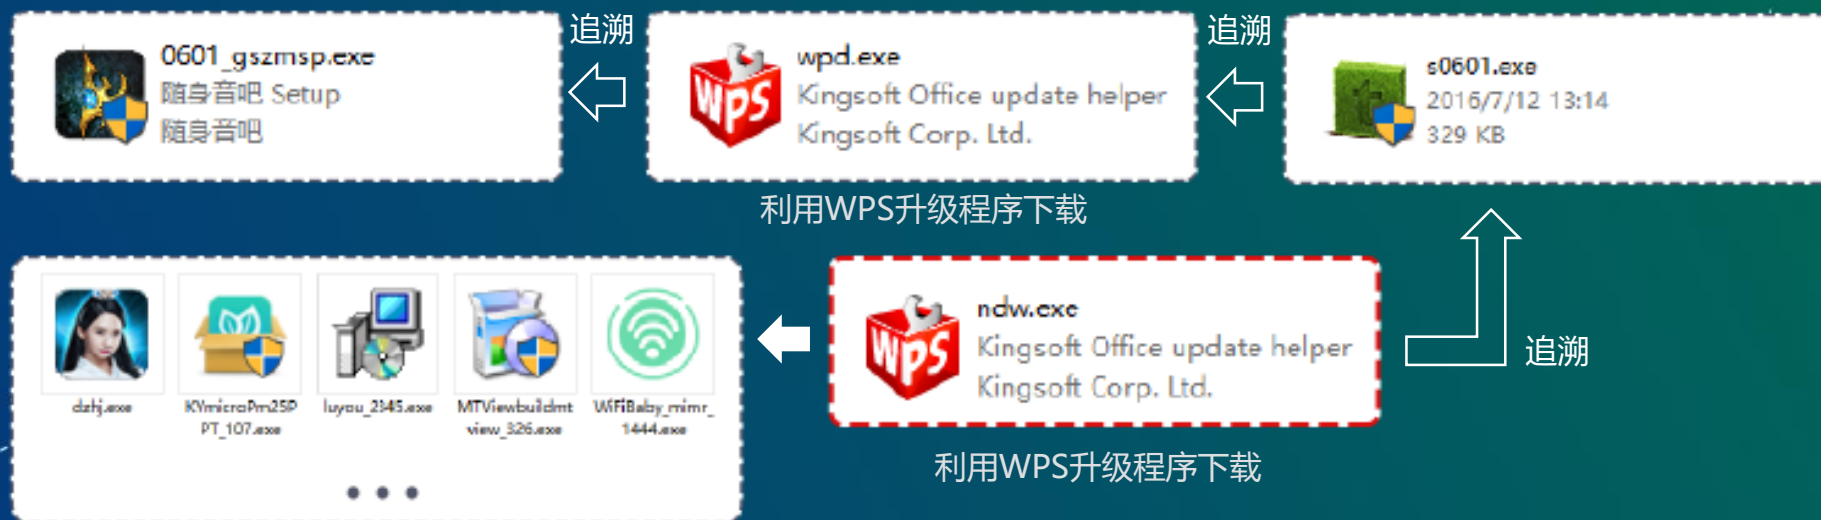 0601_gszmsp.exe
随身音吧 Setup
随身音吧
追溯
WPS
wpd.exe
Kingsoft Office update helper
Kingsoft Corp. Ltd.
追溯
s0601.exe
2016/7/12 13:14
329 KB
利用WPS升级程序下载
dzhj.exe
KYmicroPm25P
PT_107.exe
luyou_2345.exe
MTViewbuildmt
view_326.exe
WiFiBaby_mimr_
1444.exe
WPS
ndw.exe
Kingsoft Office update helper
Kingsoft Corp. Ltd.
追溯
利用WPS升级程序下载